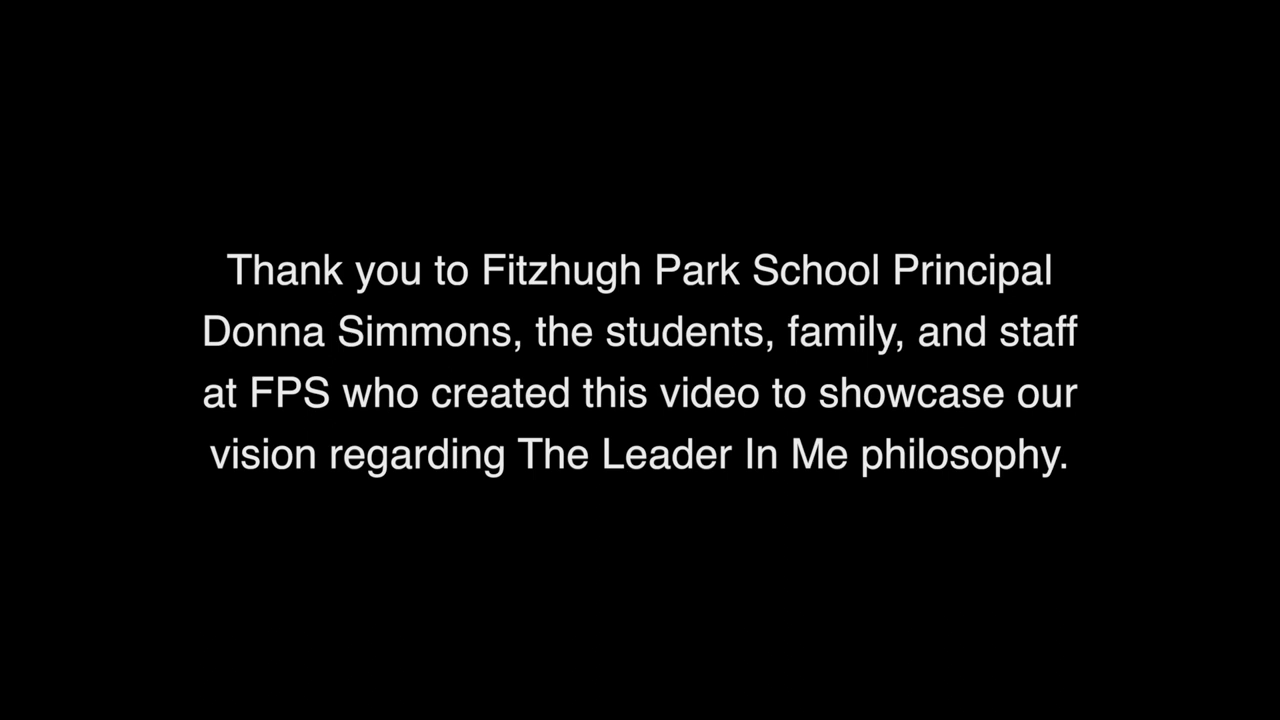 Thank you to Fitzhugh Park School Principal
Donna Simmons, the students, family, and staff
at FPS who created this video to showcase our
vision regarding The Leader In Me philosophy.